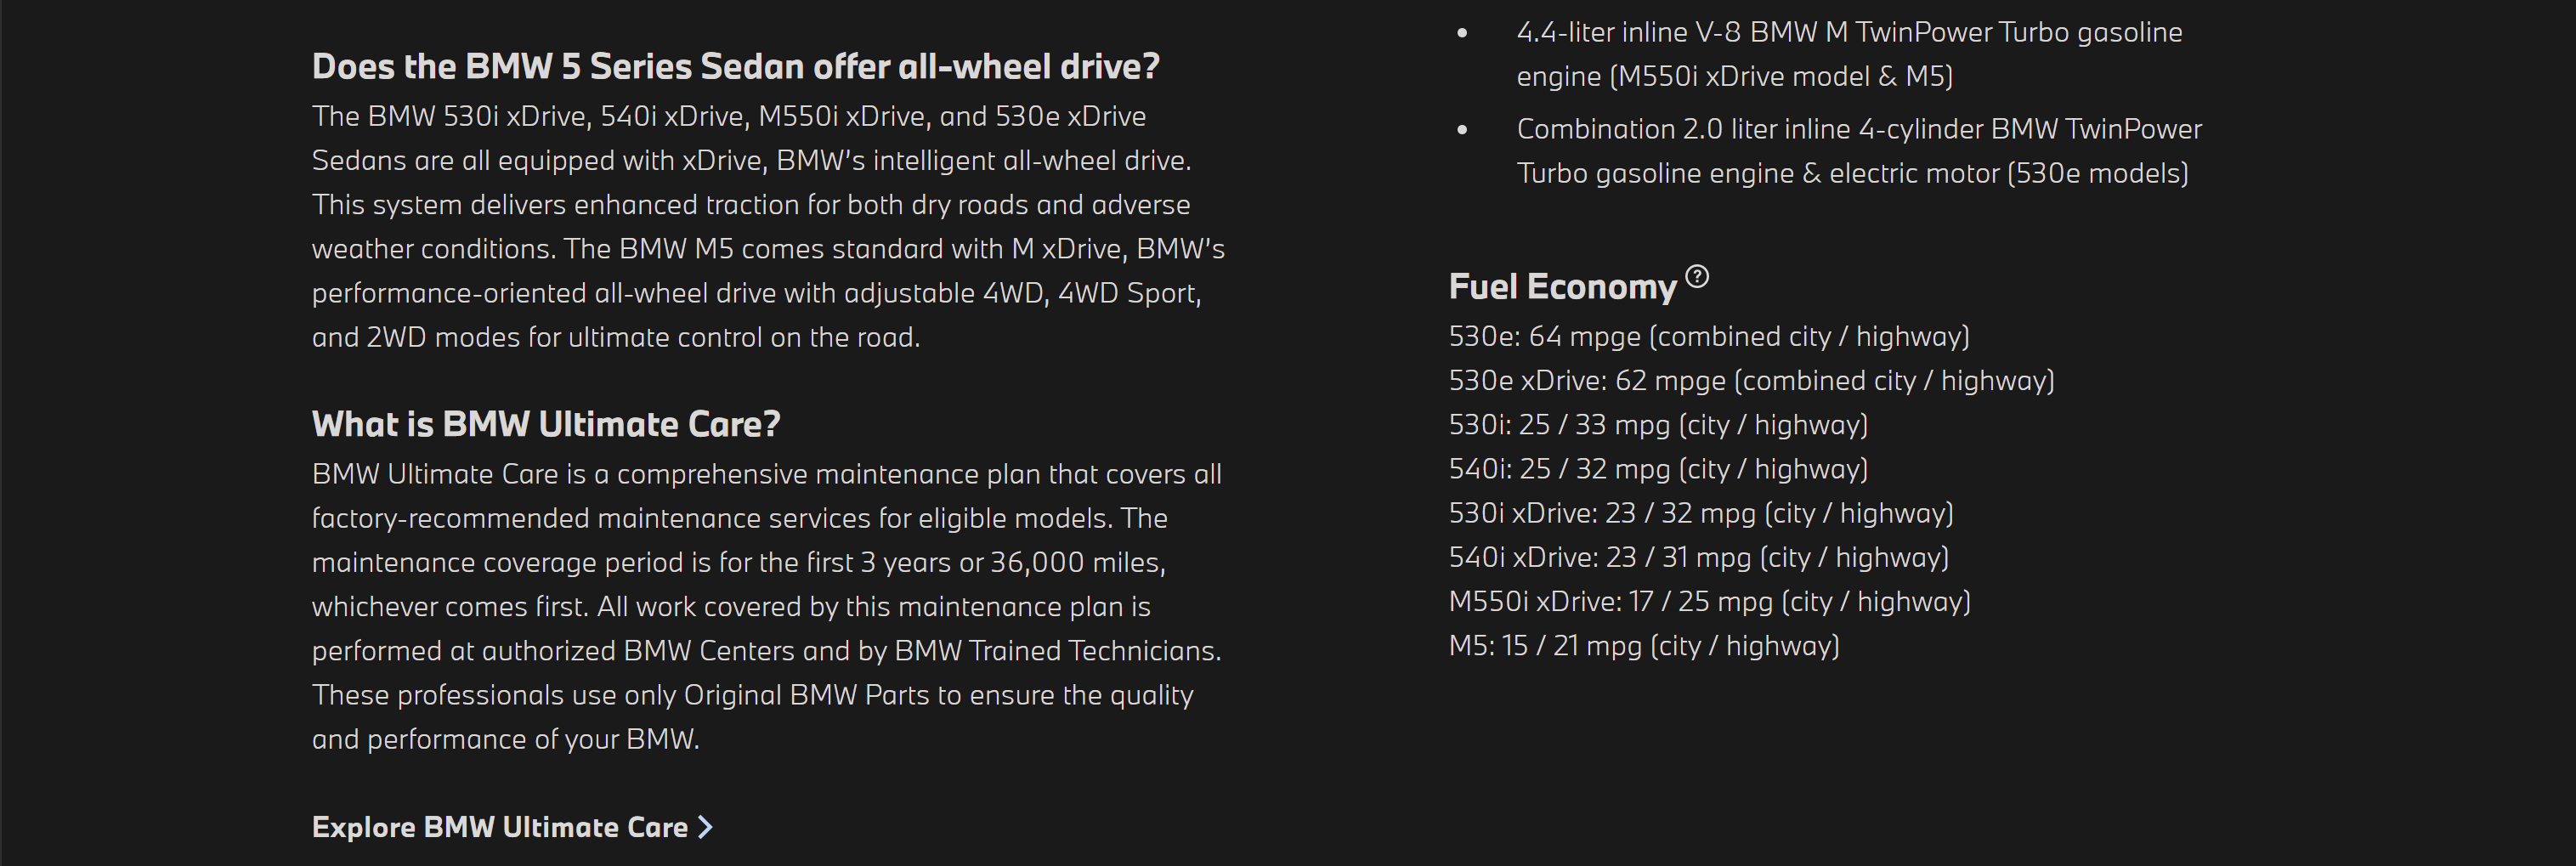 Does the BMW 5 Series Sedan offer all-wheel drive?
The BMW 530i xDrive, 540i xDrive, M550i xDrive, and 530e xDrive
Sedans are all equipped with xDrive, BMW’s intelligent all-wheel drive.
This system delivers enhanced traction for both dry roads and adverse
weather conditions. The BMW M5 comes standard with M xDrive, BMW’s
performance-oriented all-wheel drive with adjustable 4WD, 4WD Sport,
and 2WD modes for ultimate control on the road.
What is BMW Ultimate Care?
BMW Ultimate Care is a comprehensive maintenance plan that covers all
factory-recommended maintenance services for eligible models. The
maintenance coverage period is for the first 3 years or 36,000 miles,
whichever comes first. All work covered by this maintenance plan is
performed at authorized BMW Centers and by BMW Trained Technicians.
These professionals use only Original BMW Parts to ensure the quality
and performance of your BMW.
Explore BMW Ultimate Care >
• 4.4-liter inline V-8 BMW M TwinPower Turbo gasoline
engine (M550i xDrive model & M5)
• Combination 2.0 liter inline 4-cylinder BMW TwinPower
Turbo gasoline engine & electric motor (530e models)
Fuel Economy ?
530e: 64 mpge (combined city / highway)
530e xDrive: 62 mpge (combined city / highway)
530i: 25 / 33 mpg (city / highway)
540i: 25 / 32 mpg (city / highway)
530i xDrive: 23 / 32 mpg (city / highway)
540i xDrive: 23 / 31 mpg (city / highway)
M550i xDrive: 17 / 25 mpg (city / highway)
M5: 15 / 21 mpg (city / highway)